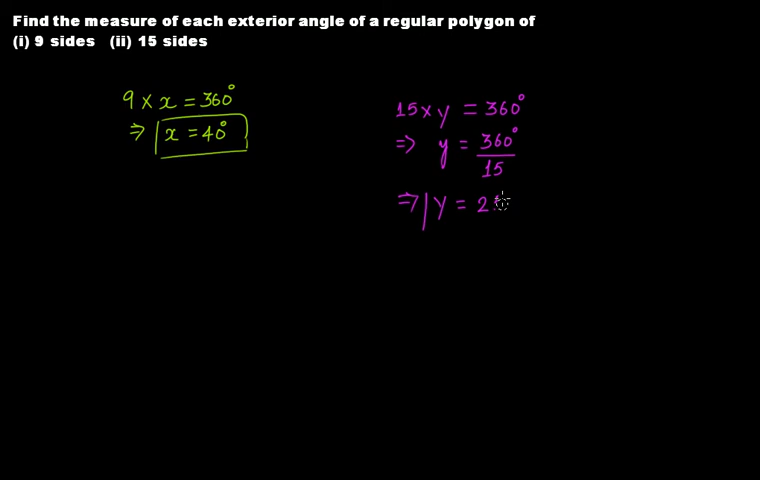 Find the measure of each exterior angle of a regular polygon of
(i) 9 sides (ii) 15 sides
9 × x = 360°
⇒ x = 40°
15 × y = 360°
⇒ y = 360°/15
⇒ y = 2